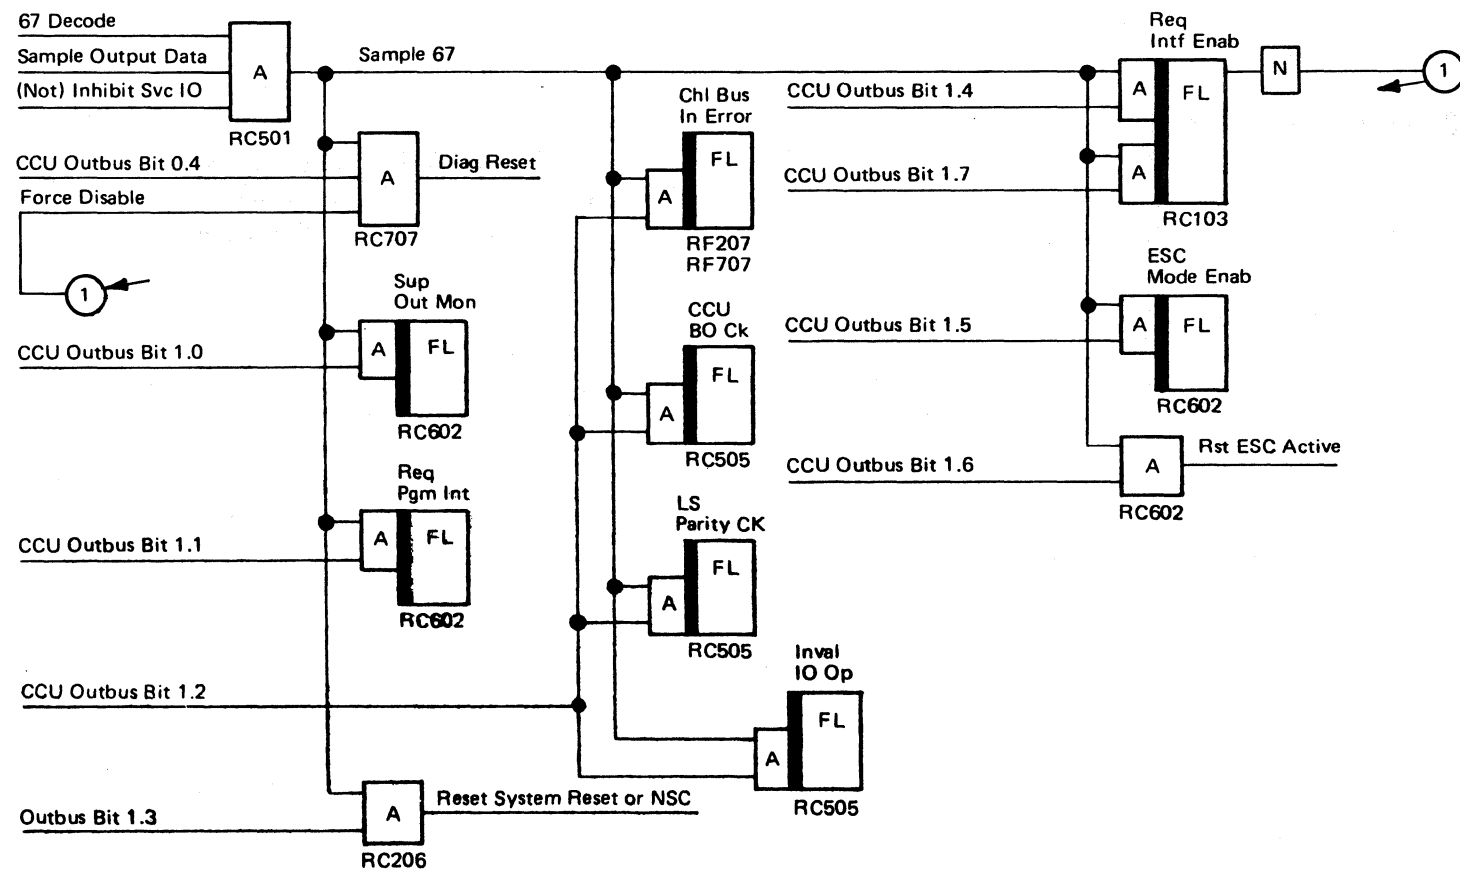 67 Decode
Sample Output Data
(Not) Inhibit Svc IO
A
RC501
Sample 67
CCU Outbus Bit 0.4
Force Disable
A
RC707
Diag Reset
1
Sup
Out Mon
CCU Outbus Bit 1.0
A
FL
RC602
Req
Pgm Int
CCU Outbus Bit 1.1
A
FL
RC602
CCU Outbus Bit 1.2
Outbus Bit 1.3
A
RC206
Reset System Reset or NSC
Chl Bus
In Error
A
FL
RF207
RF707
CCU
BO Ck
A
FL
RC505
LS
Parity CK
A
FL
RC505
Inval
IO Op
A
FL
RC505
Req
Intf Enab
CCU Outbus Bit 1.4
A
FL
N
1
CCU Outbus Bit 1.7
A
RC103
ESC
Mode Enab
CCU Outbus Bit 1.5
A
FL
RC602
CCU Outbus Bit 1.6
A
RC602
Rst ESC Active